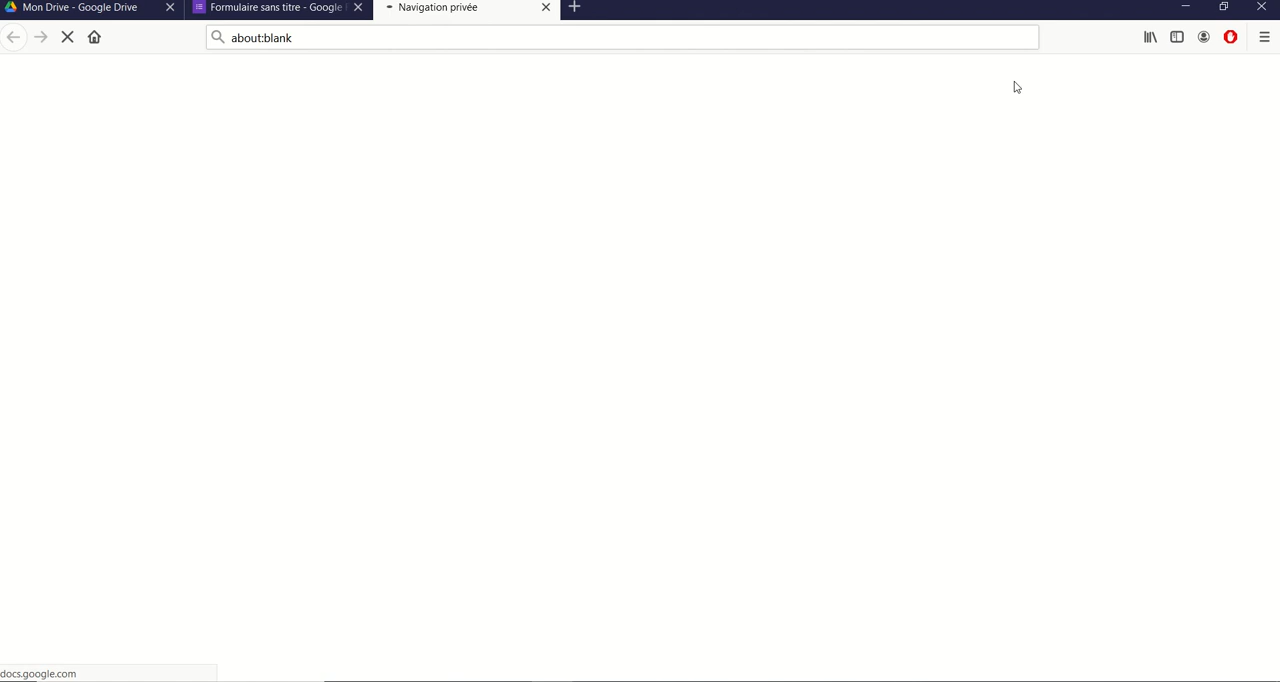 Mon Drive - Google Drive
Formulaire sans titre - Google
Navigation privée
about:blank
docs.google.com